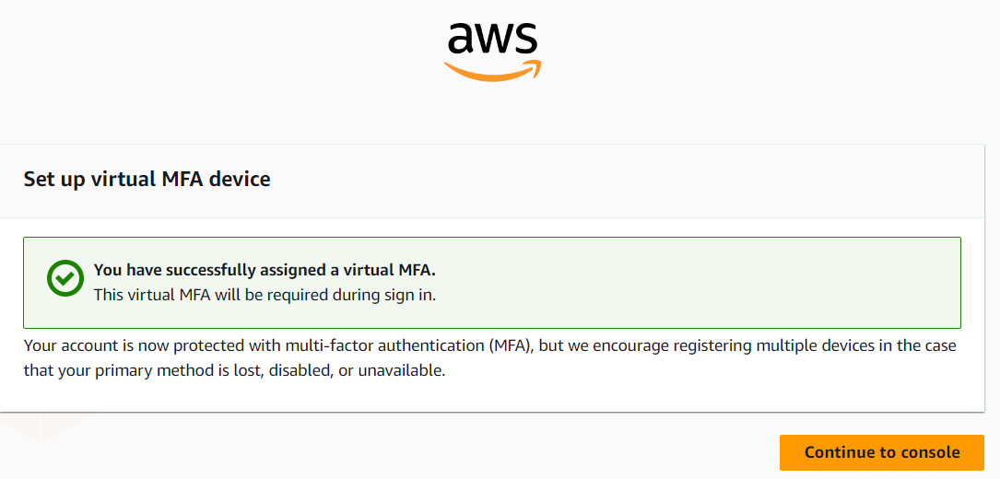 aws
Set up virtual MFA device
You have successfully assigned a virtual MFA.
This virtual MFA will be required during sign in.
Your account is now protected with multi-factor authentication (MFA), but we encourage registering multiple devices in the case
that your primary method is lost, disabled, or unavailable.
Continue to console